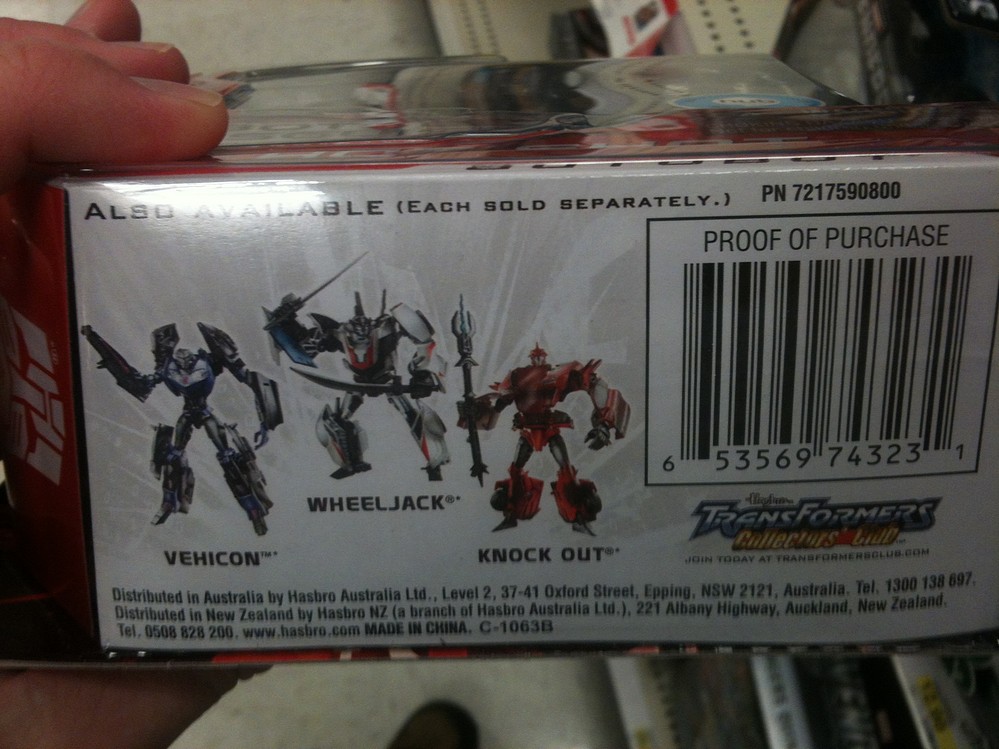 hub
ALSO AVAILABLE (EACH SOLD SEPARATELY.)
PN 7217590800
PROOF OF PURCHASE
6 53569 74323 1
WHEELJACK®*
VEHICON™*
KNOCK OUT®*
Hasbro
TRANSFORMERS
Collectors' Club
JOIN TODAY AT TRANSFORMERSCLUB.COM
Distributed in Australia by Hasbro Australia Ltd., Level 2, 37-41 Oxford Street, Epping, NSW 2121, Australia. Tel. 1300 138 697.
Distributed in New Zealand by Hasbro NZ (a branch of Hasbro Australia Ltd.), 221 Albany Highway, Auckland, New Zealand.
Tel. 0508 828 200. www.hasbro.com MADE IN CHINA. C-1063B